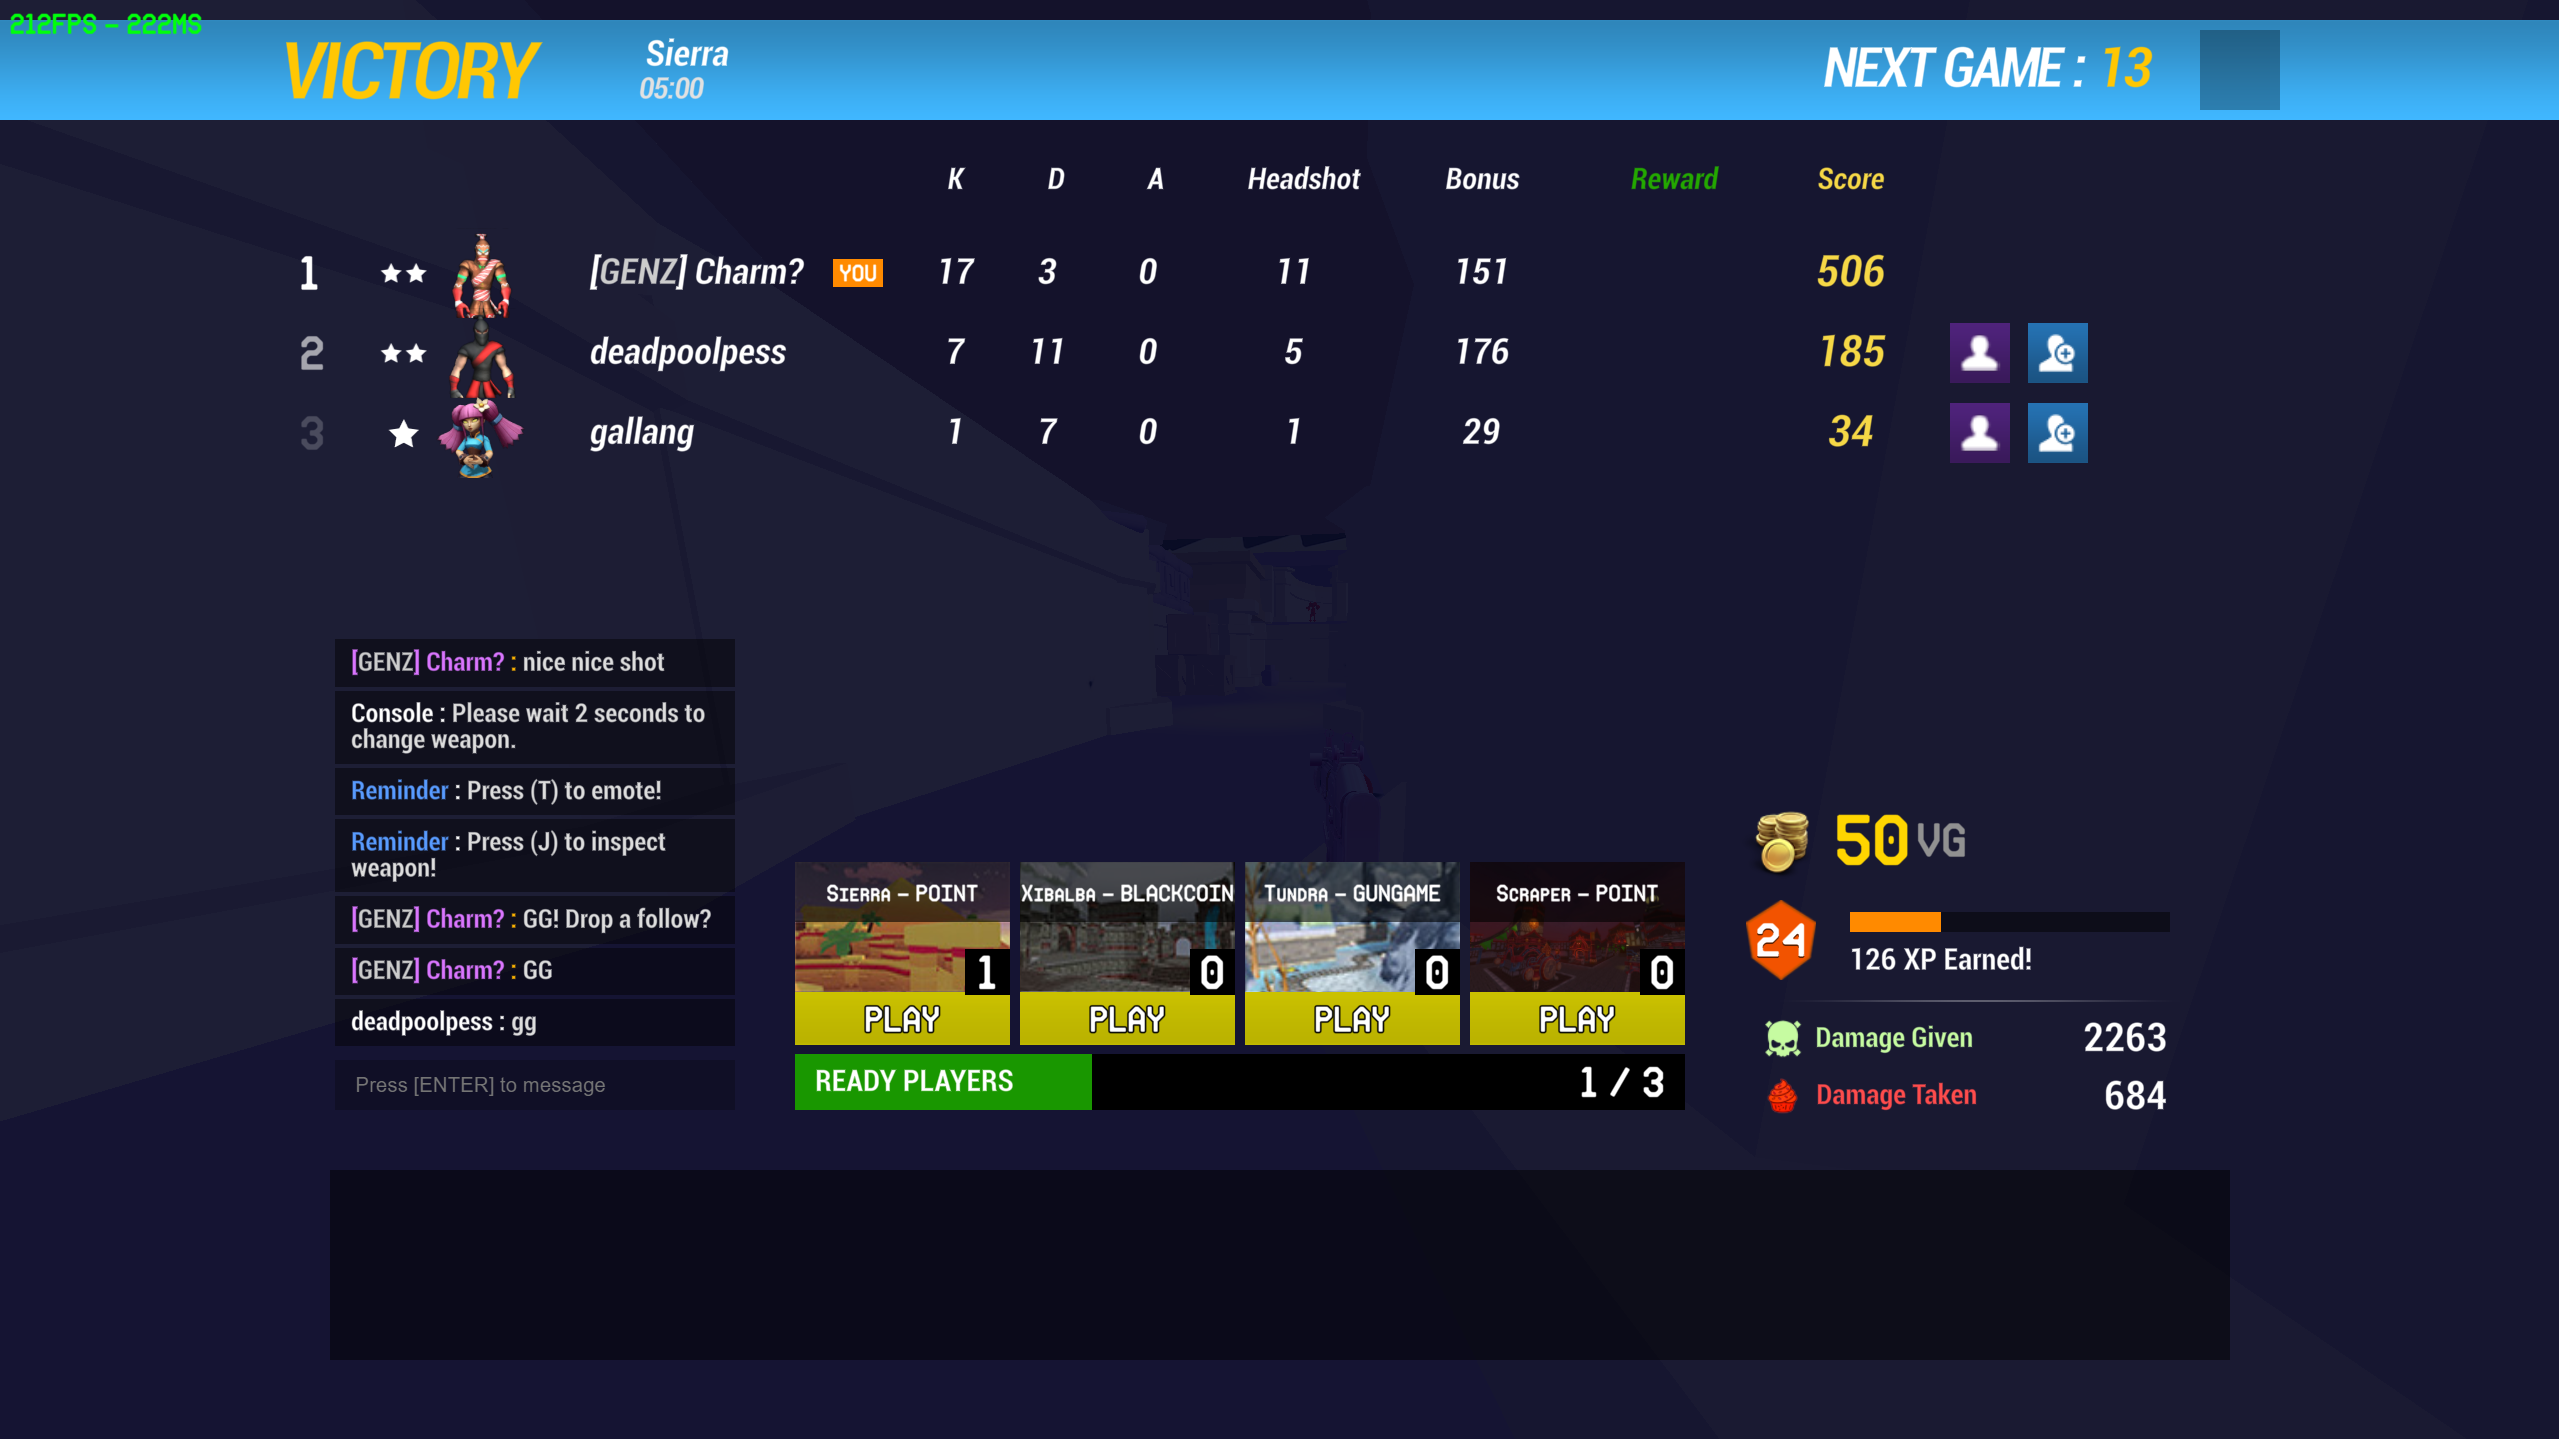 212FPS - 222MS
VICTORY
Sierra
05:00
NEXT GAME : 13
K D A Headshot Bonus Reward Score
1 [GENZ] Charm? YOU 17 3 0 11 151 506
2 deadpoolpess 7 11 0 5 176 185
3 gallang 1 7 0 1 29 34
[GENZ] Charm? : nice nice shot
Console : Please wait 2 seconds to
change weapon.
Reminder : Press (T) to emote!
Reminder : Press (J) to inspect
weapon!
[GENZ] Charm? : GG! Drop a follow?
[GENZ] Charm? : GG
deadpoolpess : gg
Press [ENTER] to message
SIERRA - POINT
1
PLAY
XIBALBA - BLACKCOIN
0
PLAY
TUNDRA - GUNGAME
0
PLAY
SCRAPER - POINT
0
PLAY
READY PLAYERS 1 / 3
50 VG
24
126 XP Earned!
Damage Given 2263
Damage Taken 684